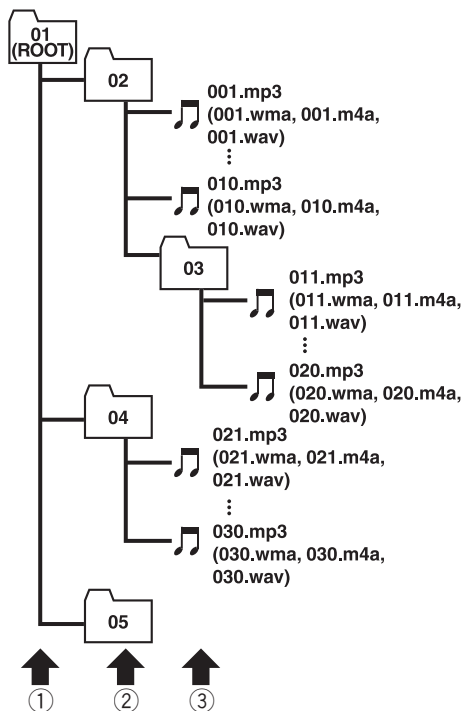 01
(ROOT)
02
001.mp3
(001.wma, 001.m4a,
001.wav)
010.mp3
(010.wma, 010.m4a,
010.wav)
03
011.mp3
(011.wma, 011.m4a,
011.wav)
020.mp3
(020.wma, 020.m4a,
020.wav)
04
021.mp3
(021.wma, 021.m4a,
021.wav)
030.mp3
(030.wma, 030.m4a,
030.wav)
05
① ② ③